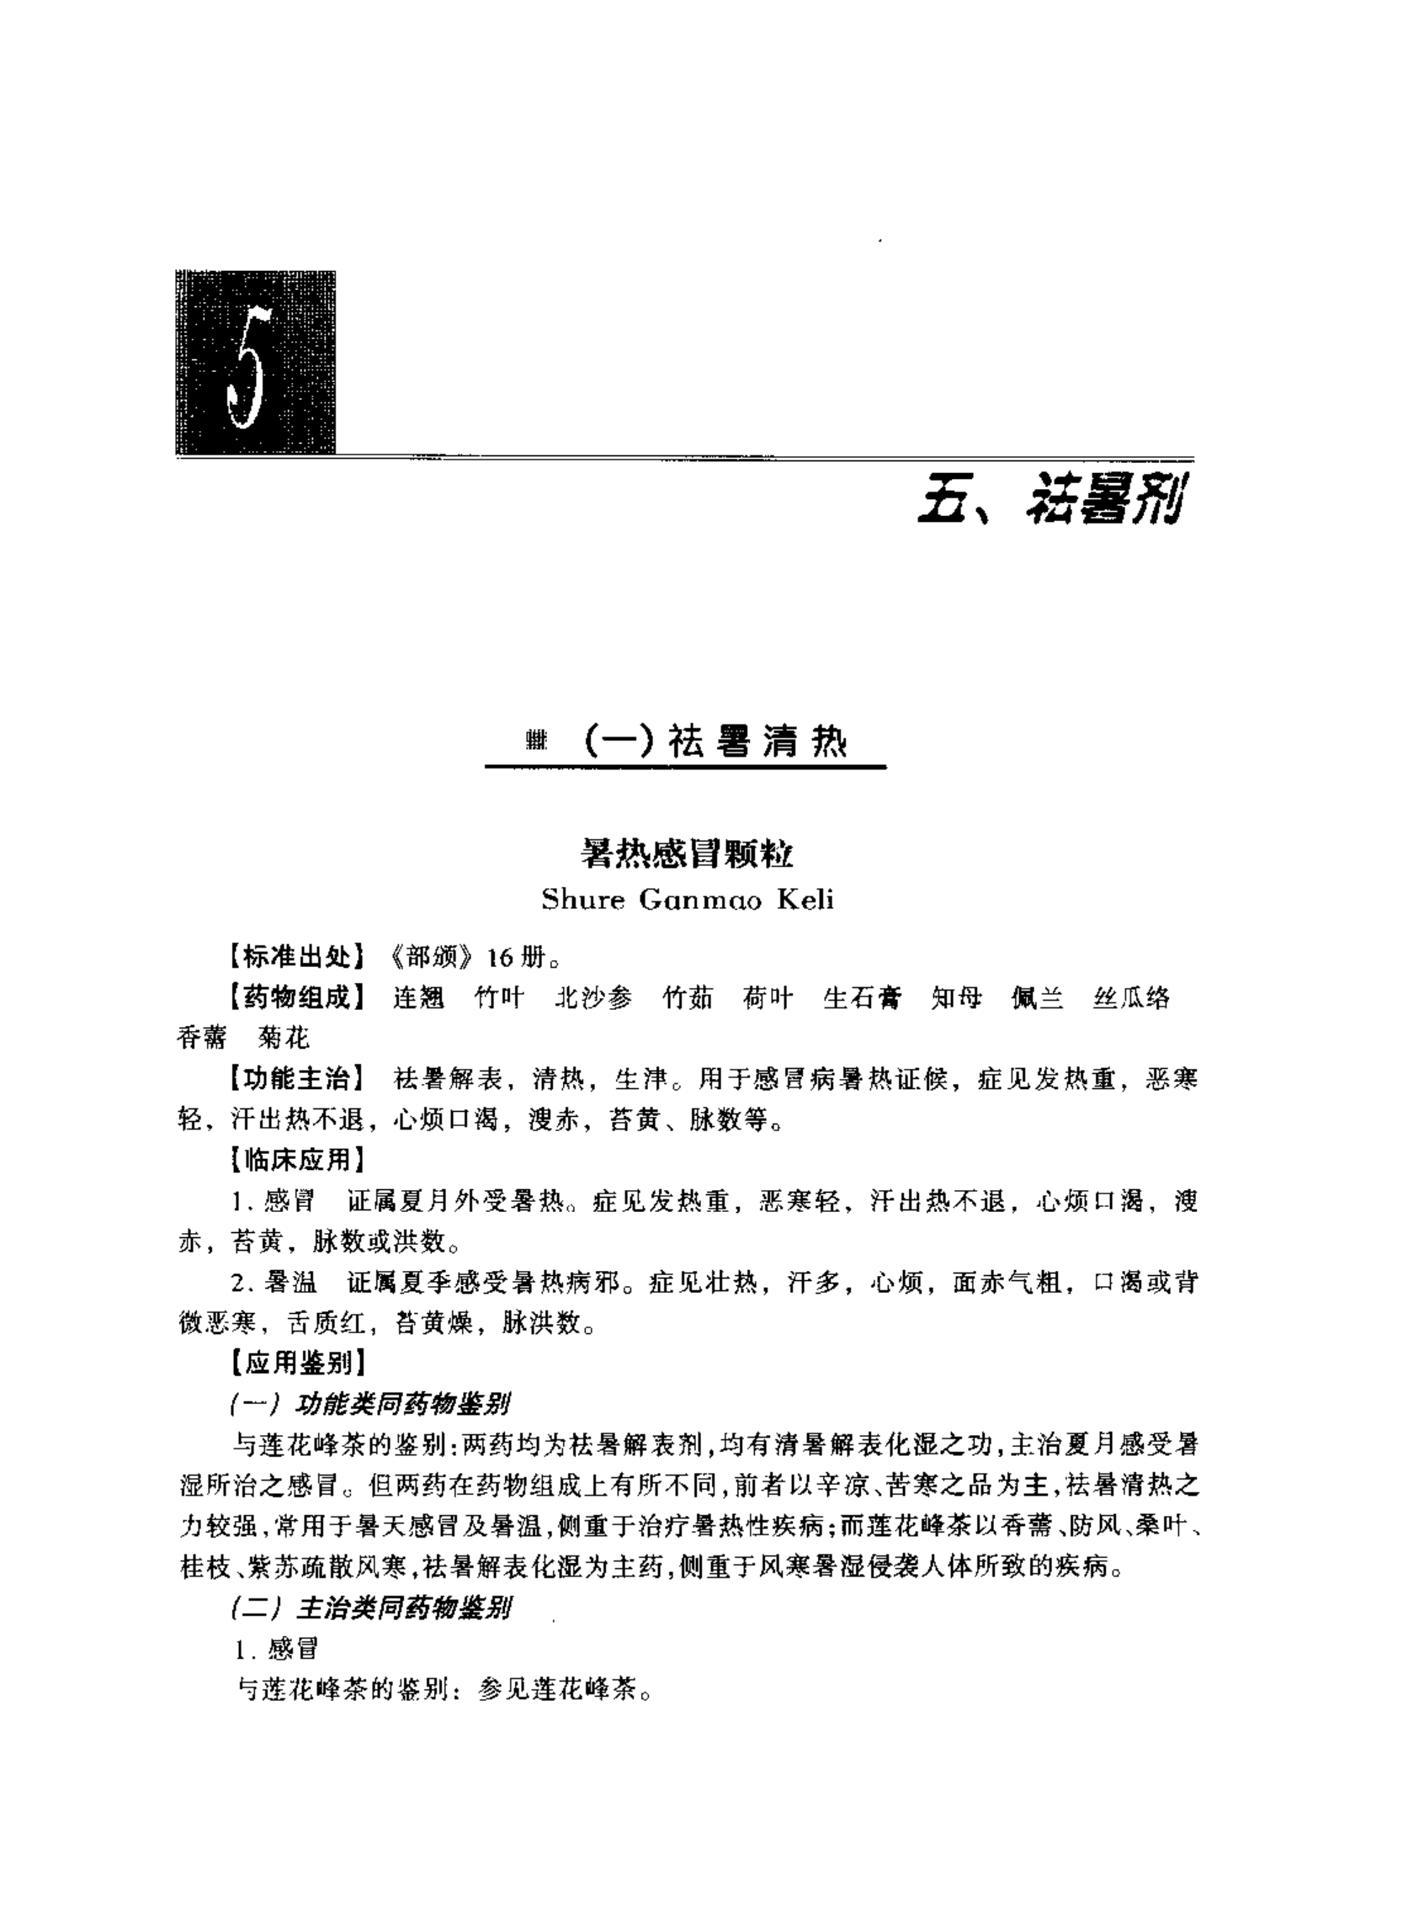 5
五、祛暑剂
(一)祛暑清热
暑热感冒颗粒
Shure Ganmao Keli
【标准出处】《部颁》16册。
【药物组成】 连翘 竹叶 北沙参 竹茹 荷叶 生石膏 知母 佩兰 丝瓜络
香薷 菊花
【功能主治】 祛暑解表，清热，生津。用于感冒病暑热证候，症见发热重，恶寒
轻，汗出热不退，心烦口渴，溲赤，苔黄、脉数等。
【临床应用】
1. 感冒 证属夏月外受暑热。症见发热重，恶寒轻，汗出热不退，心烦口渴，溲
赤，苔黄，脉数或洪数。
2. 暑温 证属夏季感受暑热病邪。症见壮热，汗多，心烦，面赤气粗，口渴或背
微恶寒，舌质红，苔黄燥，脉洪数。
【应用鉴别】
(一) 功能类同药物鉴别
与莲花峰茶的鉴别:两药均为祛暑解表剂,均有清暑解表化湿之功,主治夏月感受暑
湿所治之感冒。但两药在药物组成上有所不同,前者以辛凉、苦寒之品为主,祛暑清热之
力较强,常用于暑天感冒及暑温,侧重于治疗暑热性疾病;而莲花峰茶以香薷、防风、桑叶、
桂枝、紫苏疏散风寒,祛暑解表化湿为主药,侧重于风寒暑湿侵袭人体所致的疾病。
(二) 主治类同药物鉴别
1. 感冒
与莲花峰茶的鉴别：参见莲花峰茶。